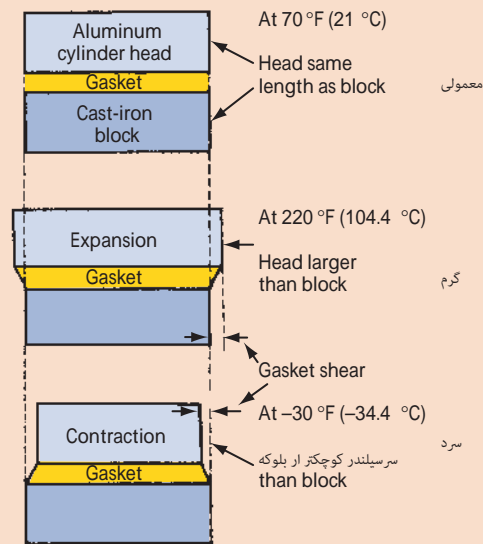 Aluminum
cylinder head
Gasket
Cast-iron
block
At 70 °F (21 °C)
Head same
length as block
معمولی
Expansion
Gasket
At 220 °F (104.4 °C)
Head larger
than block
گرم
Gasket shear
Contraction
Gasket
At –30 °F (–34.4 °C)
سرسیلندر کوچکتر ار بلوکه
than block
سرد